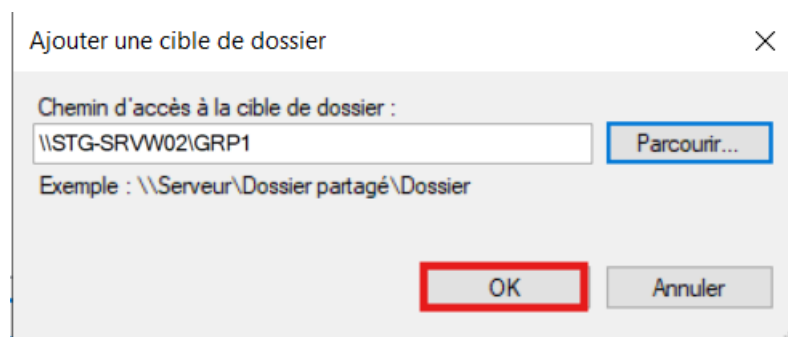 Ajouter une cible de dossier
Chemin d'accès à la cible de dossier :
\\STG-SRVW02\GRP1
Parcourir...
Exemple : \\Serveur\Dossier partagé\Dossier
OK
Annuler